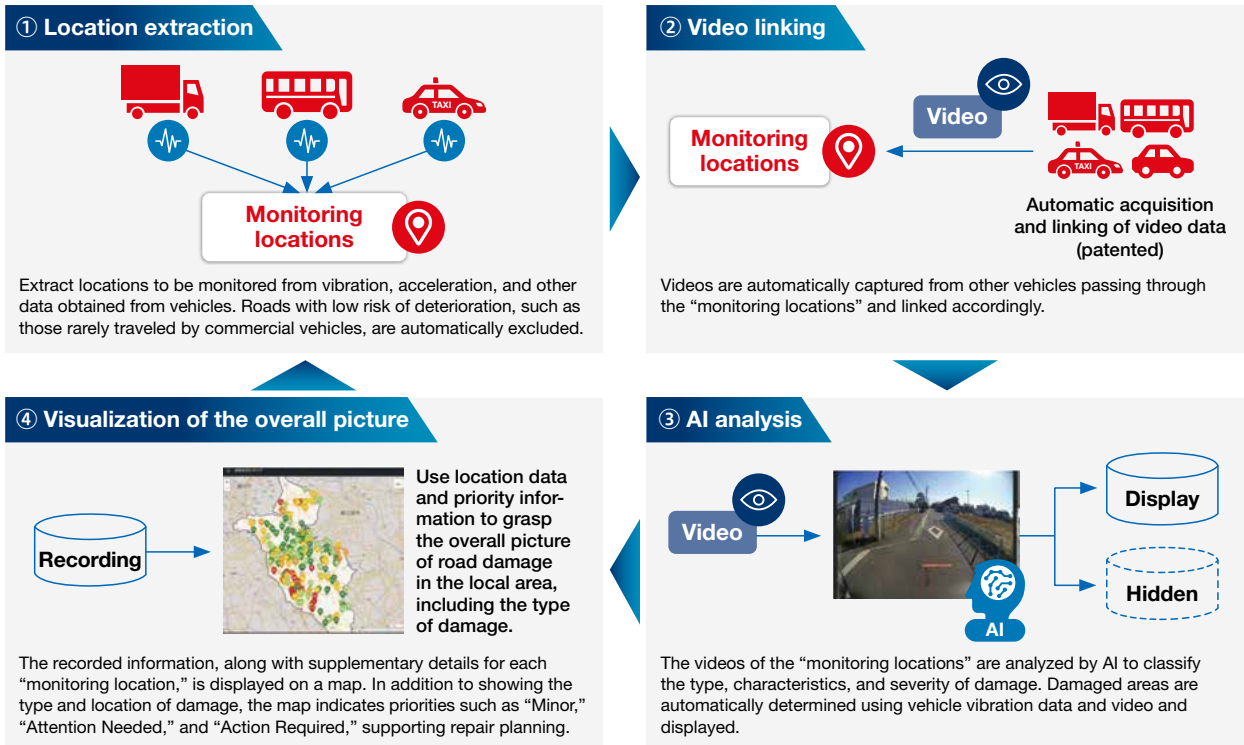 ① Location extraction
TAXI
Monitoring
locations
Extract locations to be monitored from vibration, acceleration, and other
data obtained from vehicles. Roads with low risk of deterioration, such as
those rarely traveled by commercial vehicles, are automatically excluded.
② Video linking
Video
Monitoring
locations
TAXI
Automatic acquisition
and linking of video data
(patented)
Videos are automatically captured from other vehicles passing through
the “monitoring locations” and linked accordingly.
③ AI analysis
Video
AI
Display
Hidden
The videos of the “monitoring locations” are analyzed by AI to classify
the type, characteristics, and severity of damage. Damaged areas are
automatically determined using vehicle vibration data and video and
displayed.
④ Visualization of the overall picture
Recording
Use location data
and priority infor-
mation to grasp
the overall picture
of road damage
in the local area,
including the type
of damage.
The recorded information, along with supplementary details for each
“monitoring location,” is displayed on a map. In addition to showing the
type and location of damage, the map indicates priorities such as “Minor,”
“Attention Needed,” and “Action Required,” supporting repair planning.